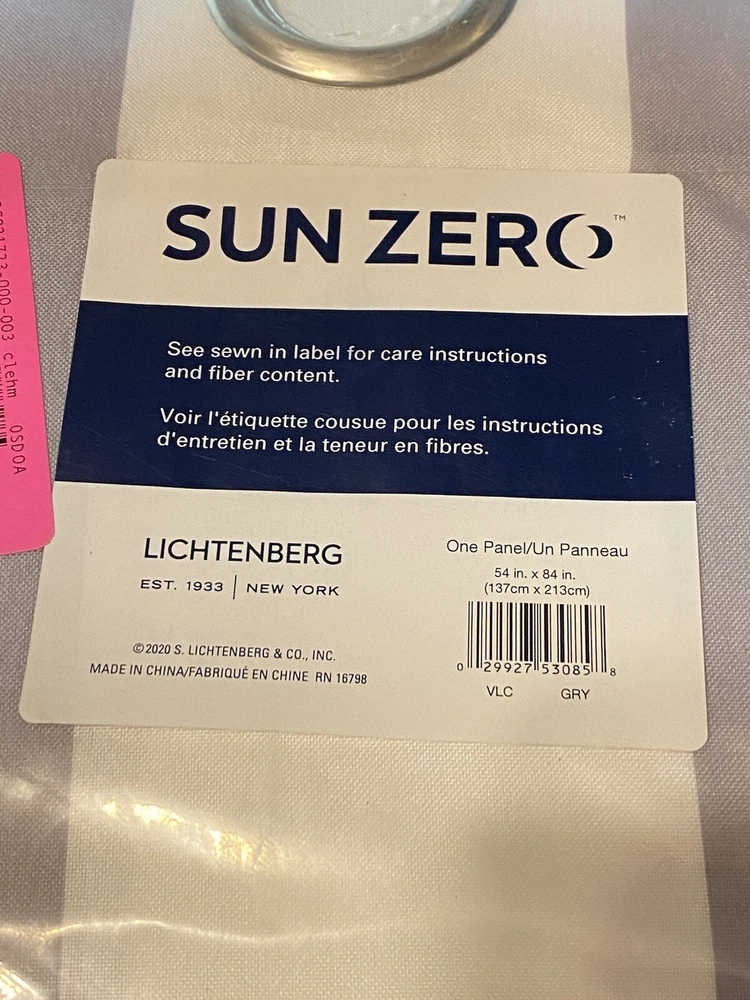 SUN ZERO™
See sewn in label for care instructions
and fiber content.
Voir l'étiquette cousue pour les instructions
d'entretien et la teneur en fibres.
LICHTENBERG
EST. 1933 | NEW YORK
©2020 S. LICHTENBERG & CO., INC.
MADE IN CHINA/FABRIQUÉ EN CHINE RN 16798
One Panel/Un Panneau
54 in. x 84 in.
(137cm x 213cm)
0 29927 53085 8
VLC GRY
clehm OSDOA